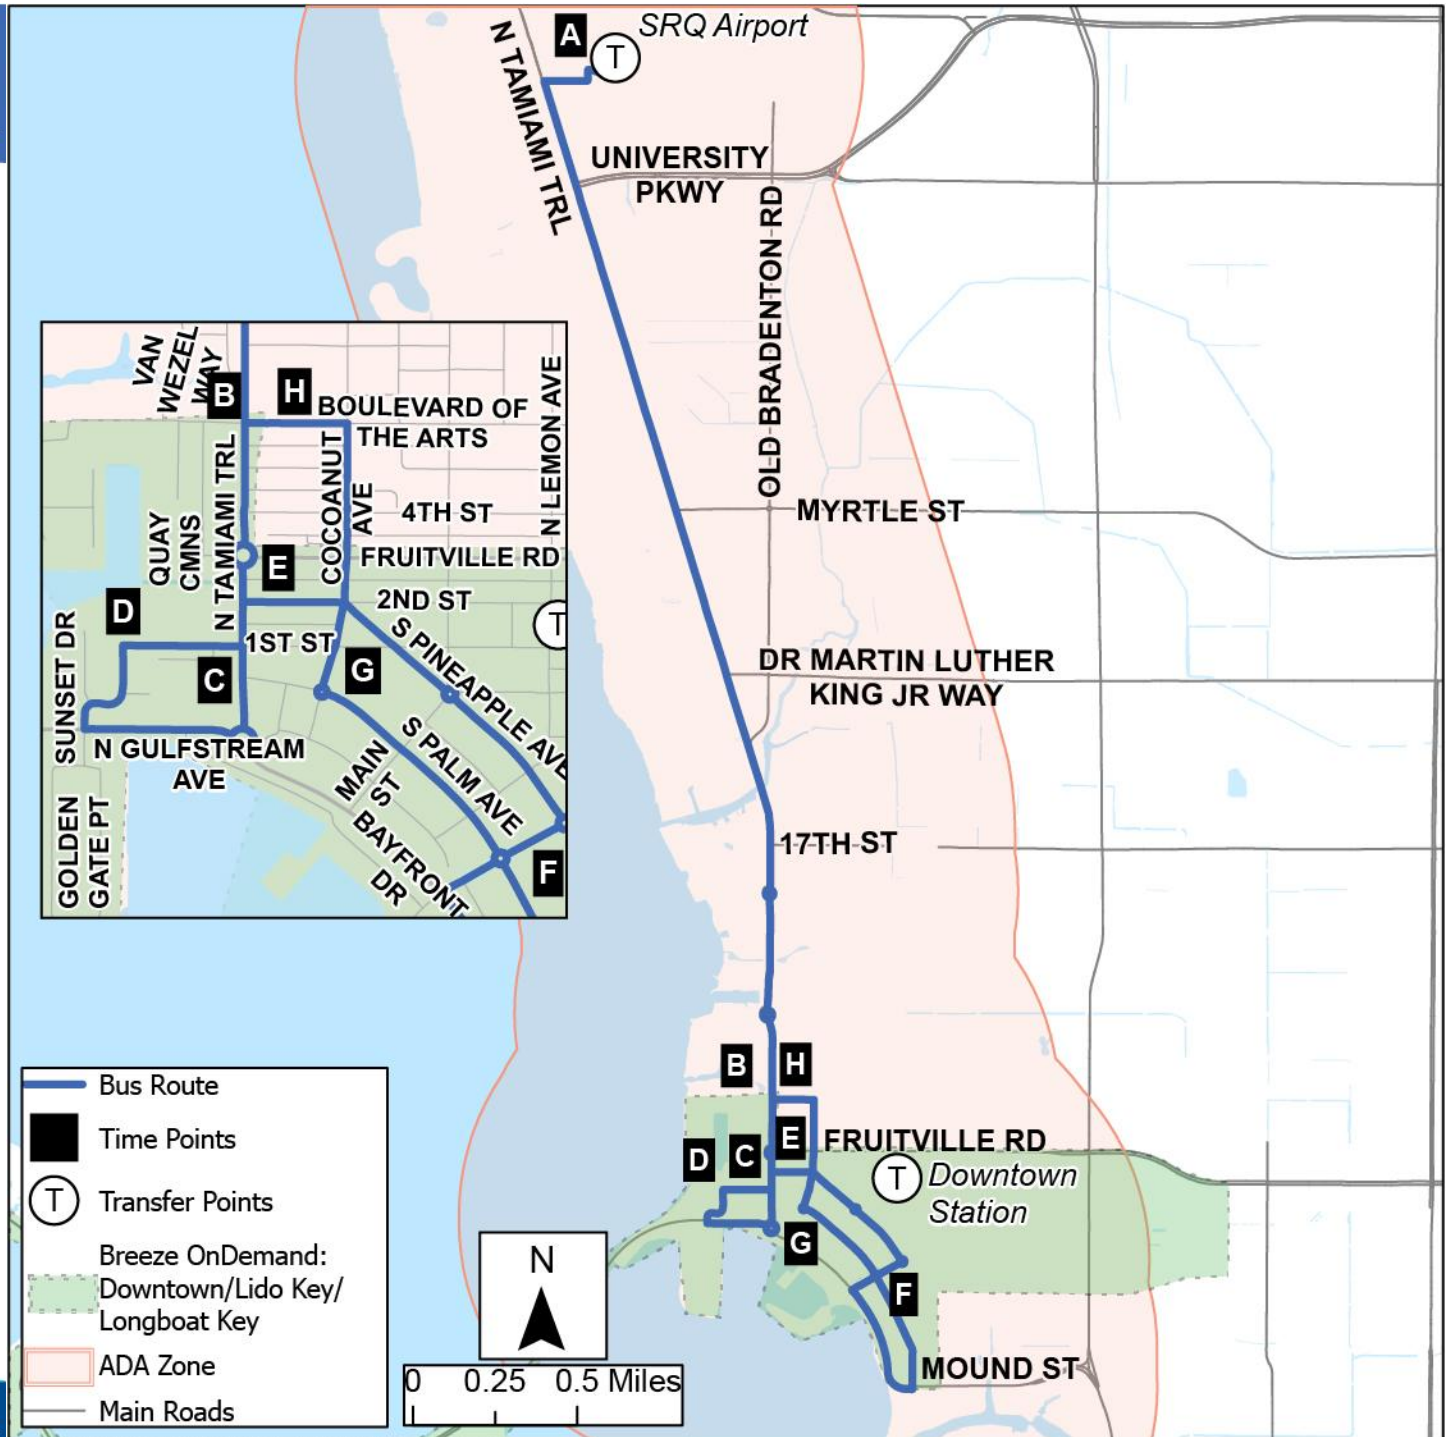 A
SRQ Airport
T
N TAMIAMI TRL
UNIVERSITY
PKWY
OLD BRADENTON RD
MYRTLE ST
DR MARTIN LUTHER
KING JR WAY
17TH ST
VAN
WEZEL
WAY
B
H
BOULEVARD OF
THE ARTS
N LEMON AVE
N TAMIAMI TRL
COCOANUT
AVE
4TH ST
QUAY
CMNS
E
FRUITVILLE RD
D
2ND ST
T
1ST ST
SUNSET DR
C
G
S PINEAPPLE AVE
S PALM AVE
N GULFSTREAM
AVE
MAIN
ST
GOLDEN
GATE PT
BAYFRONT
DR
F
B
H
E
FRUITVILLE RD
D
C
T
Downtown
Station
G
F
MOUND ST
Bus Route
Time Points
T
Transfer Points
Breeze OnDemand:
Downtown/Lido Key/
Longboat Key
ADA Zone
Main Roads
N
0 0.25 0.5 Miles